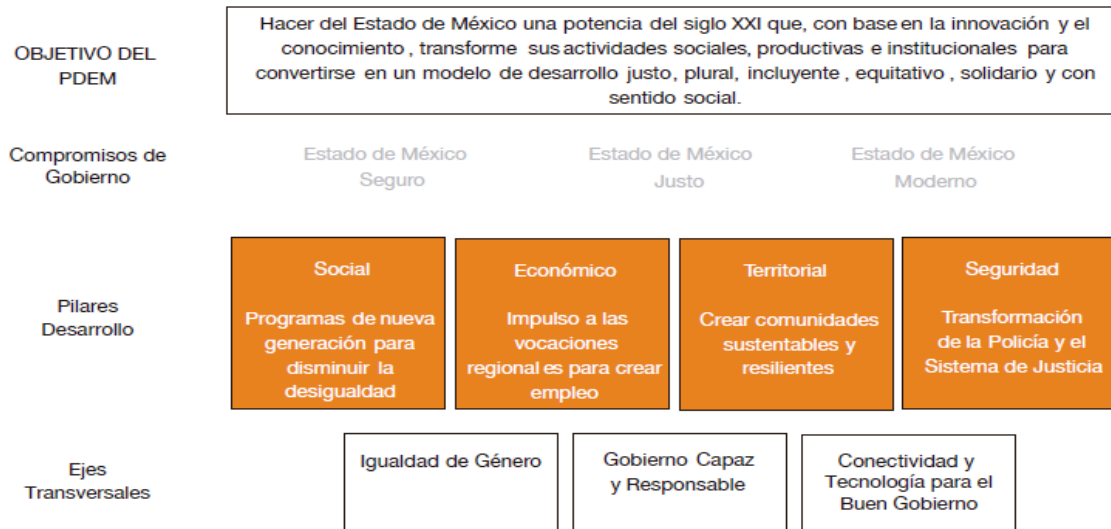 OBJETIVO DEL
PDEM
Hacer del Estado de México una potencia del siglo XXI que, con base en la innovación y el
conocimiento , transforme sus actividades sociales, productivas e institucionales para
convertirse en un modelo de desarrollo justo, plural, incluyente , equitativo , solidario y con
sentido social.
Compromisos de
Gobierno
Estado de México
Seguro
Estado de México
Justo
Estado de México
Moderno
Pilares
Desarrollo
Social
Programas de nueva
generación para
disminuir la
desigualdad
Económico
Impulso a las
vocaciones
regional es para crear
empleo
Territorial
Crear comunidades
sustentables y
resilientes
Seguridad
Transformación
de la Policía y el
Sistema de Justicia
Ejes
Transversales
Igualdad de Género
Gobierno Capaz
y Responsable
Conectividad y
Tecnología para el
Buen Gobierno